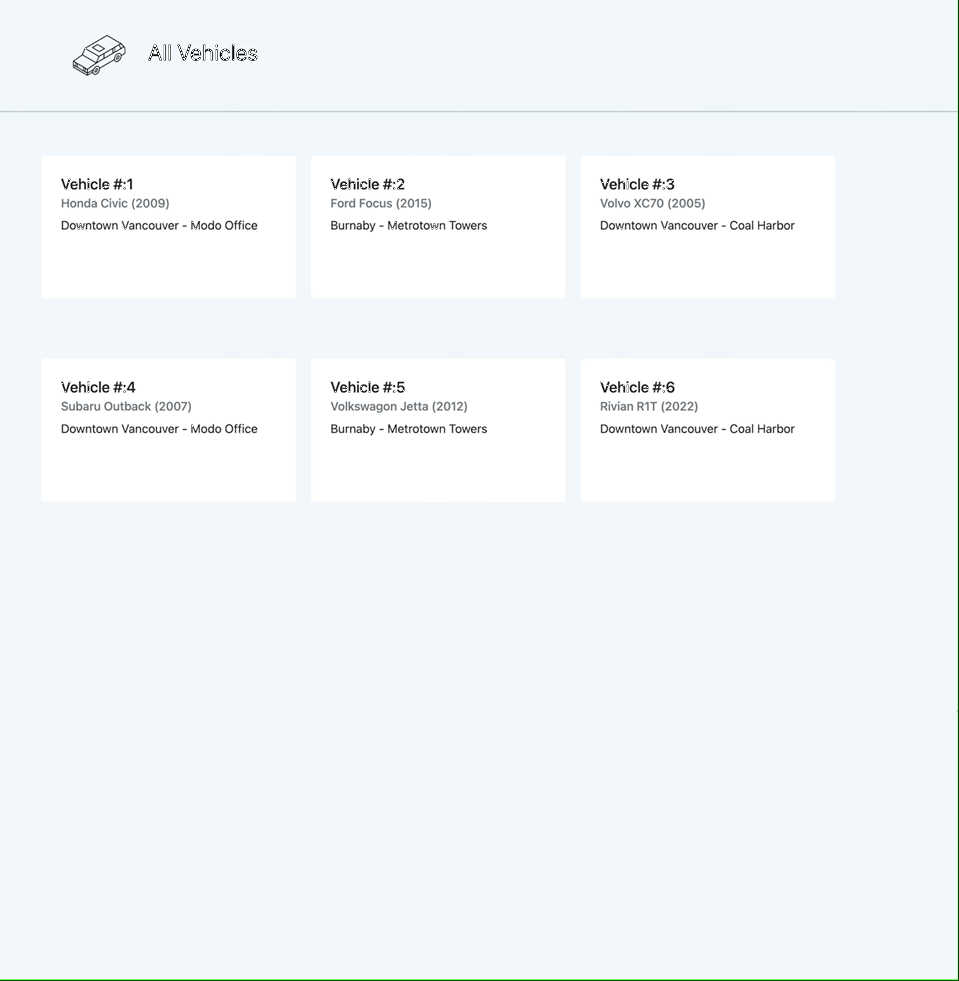 All Vehicles
Vehicle #:1
Honda Civic (2009)
Downtown Vancouver - Modo Office
Vehicle #:2
Ford Focus (2015)
Burnaby - Metrotown Towers
Vehicle #:3
Volvo XC70 (2005)
Downtown Vancouver - Coal Harbor
Vehicle #:4
Subaru Outback (2007)
Downtown Vancouver - Modo Office
Vehicle #:5
Volkswagon Jetta (2012)
Burnaby - Metrotown Towers
Vehicle #:6
Rivian R1T (2022)
Downtown Vancouver - Coal Harbor